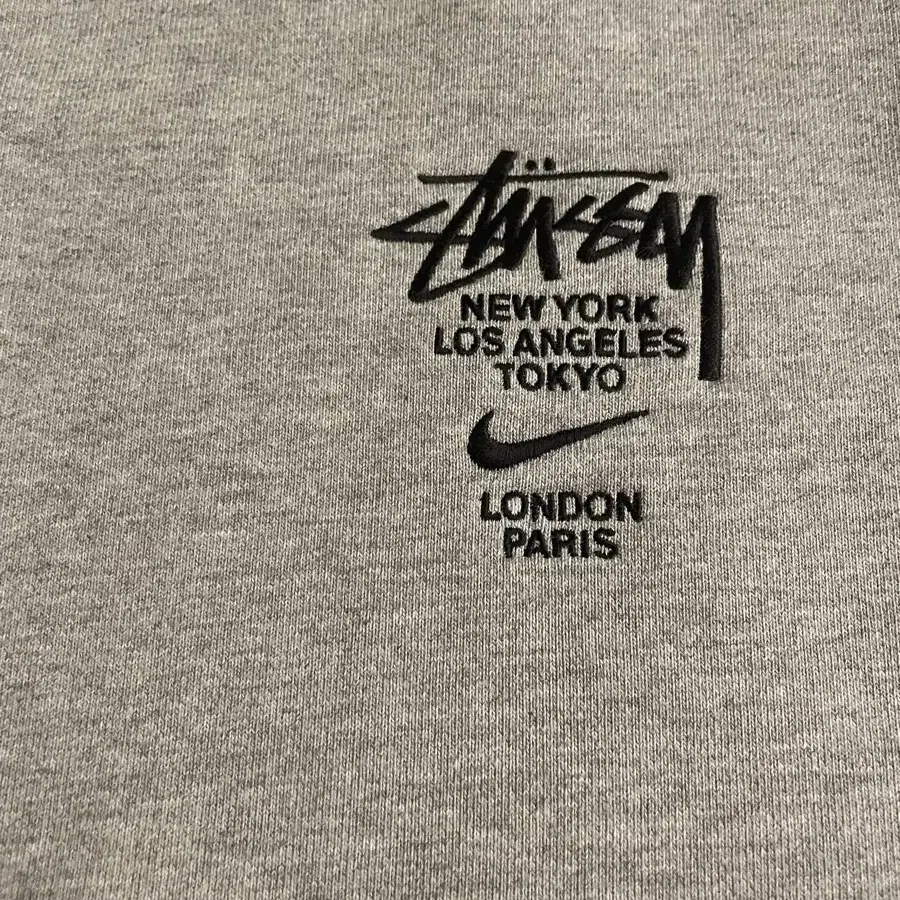 Stüssy
NEW YORK
LOS ANGELES
TOKYO
LONDON
PARIS